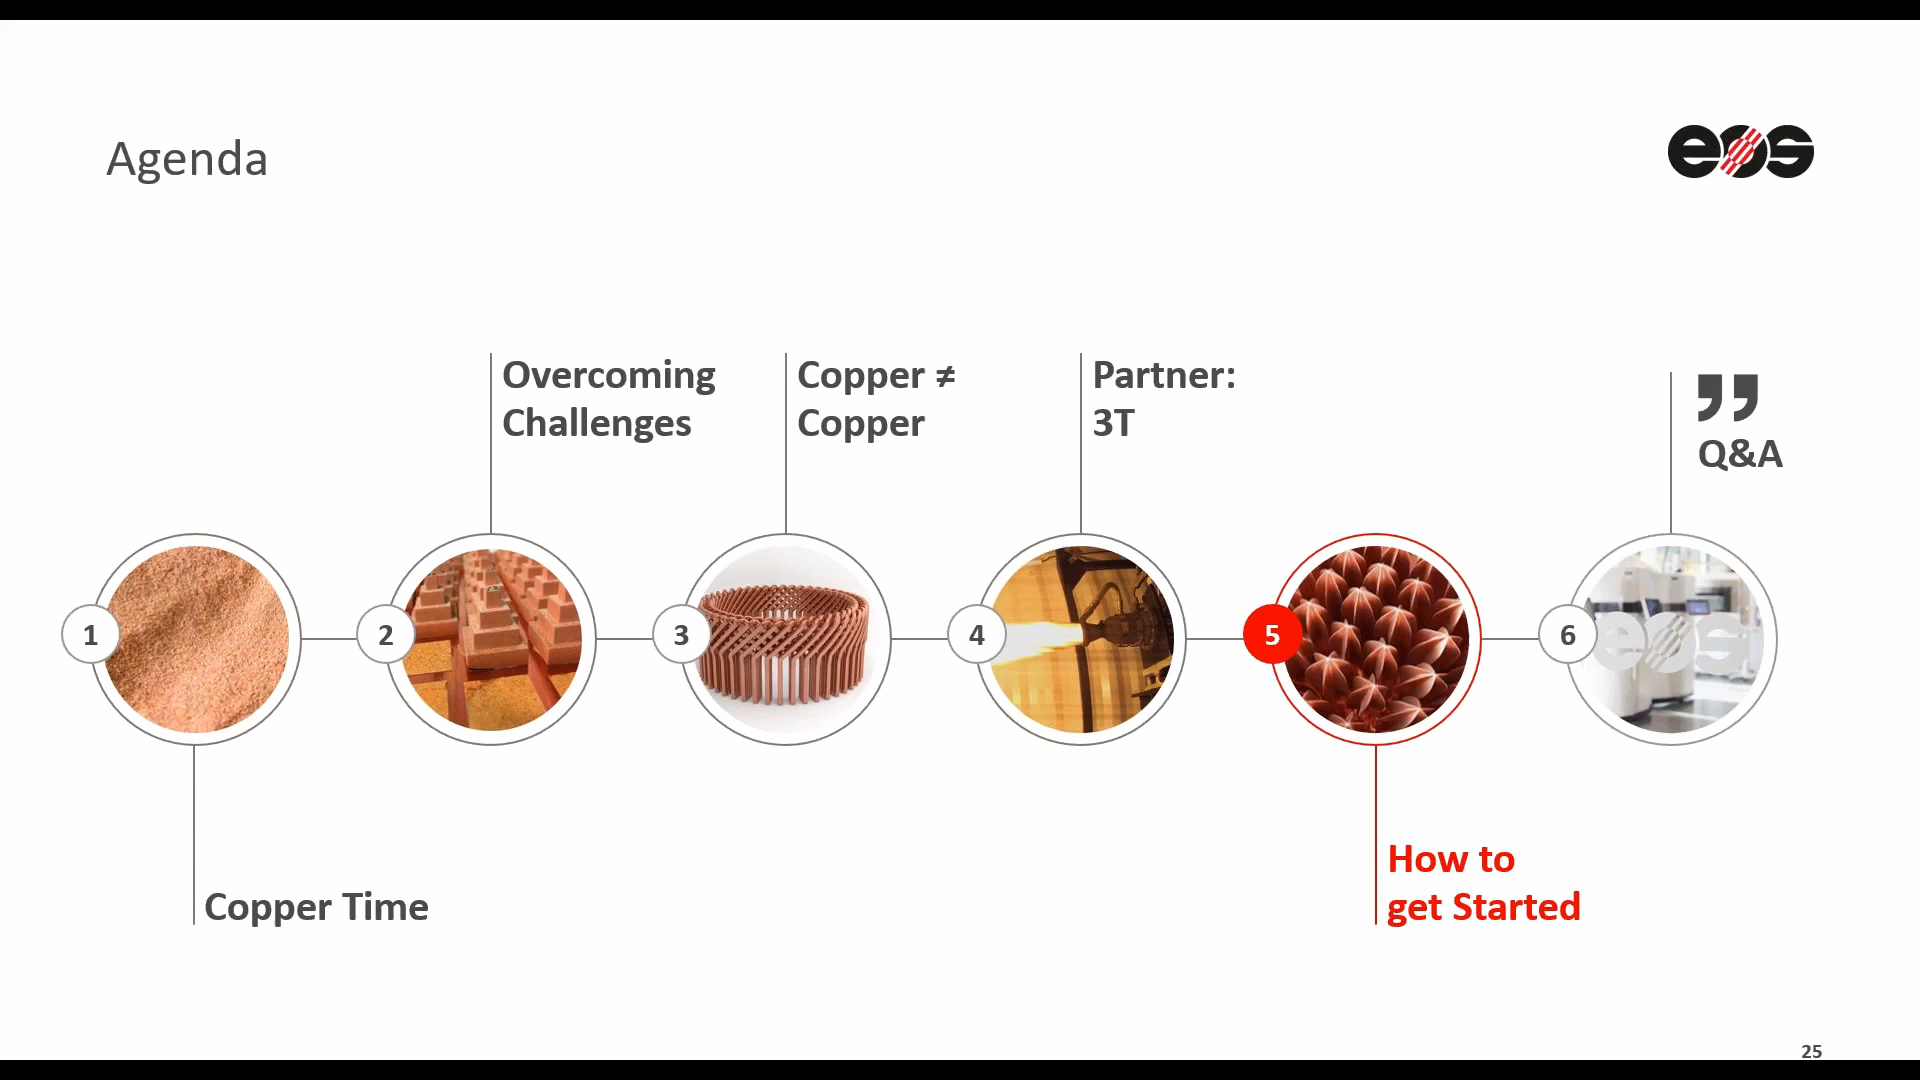 Agenda
eos
Overcoming
Challenges
Copper ≠
Copper
Partner:
3T
”
Q&A
1
2
3
4
5
6
eos
Copper Time
How to
get Started
25